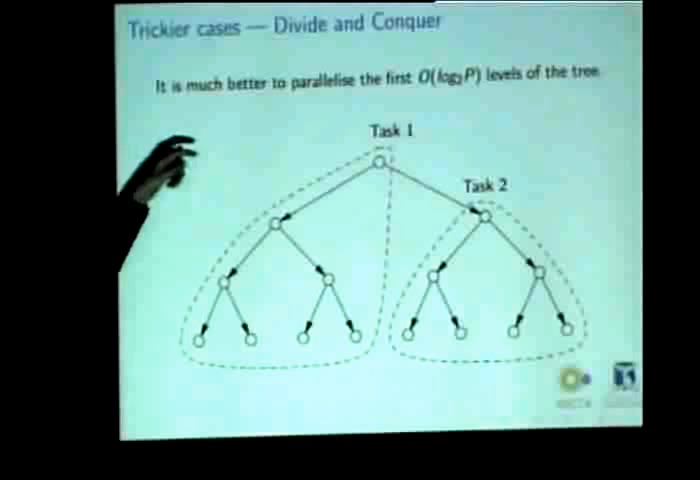 Trickier cases — Divide and Conquer
It is much better to parallelise the first O(log₂P) levels of the tree.
Task 1
Task 2